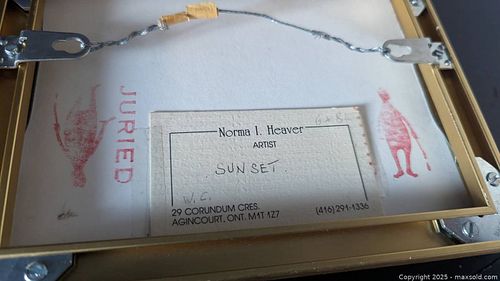 JURIED
Norma I. Heaver
ARTIST
SUNSET.
W.C.
29 CORUNDUM CRES.
AGINCOURT, ONT. M1T 1Z7
(416)291-1336
Copyright 2025 - maxsold.com